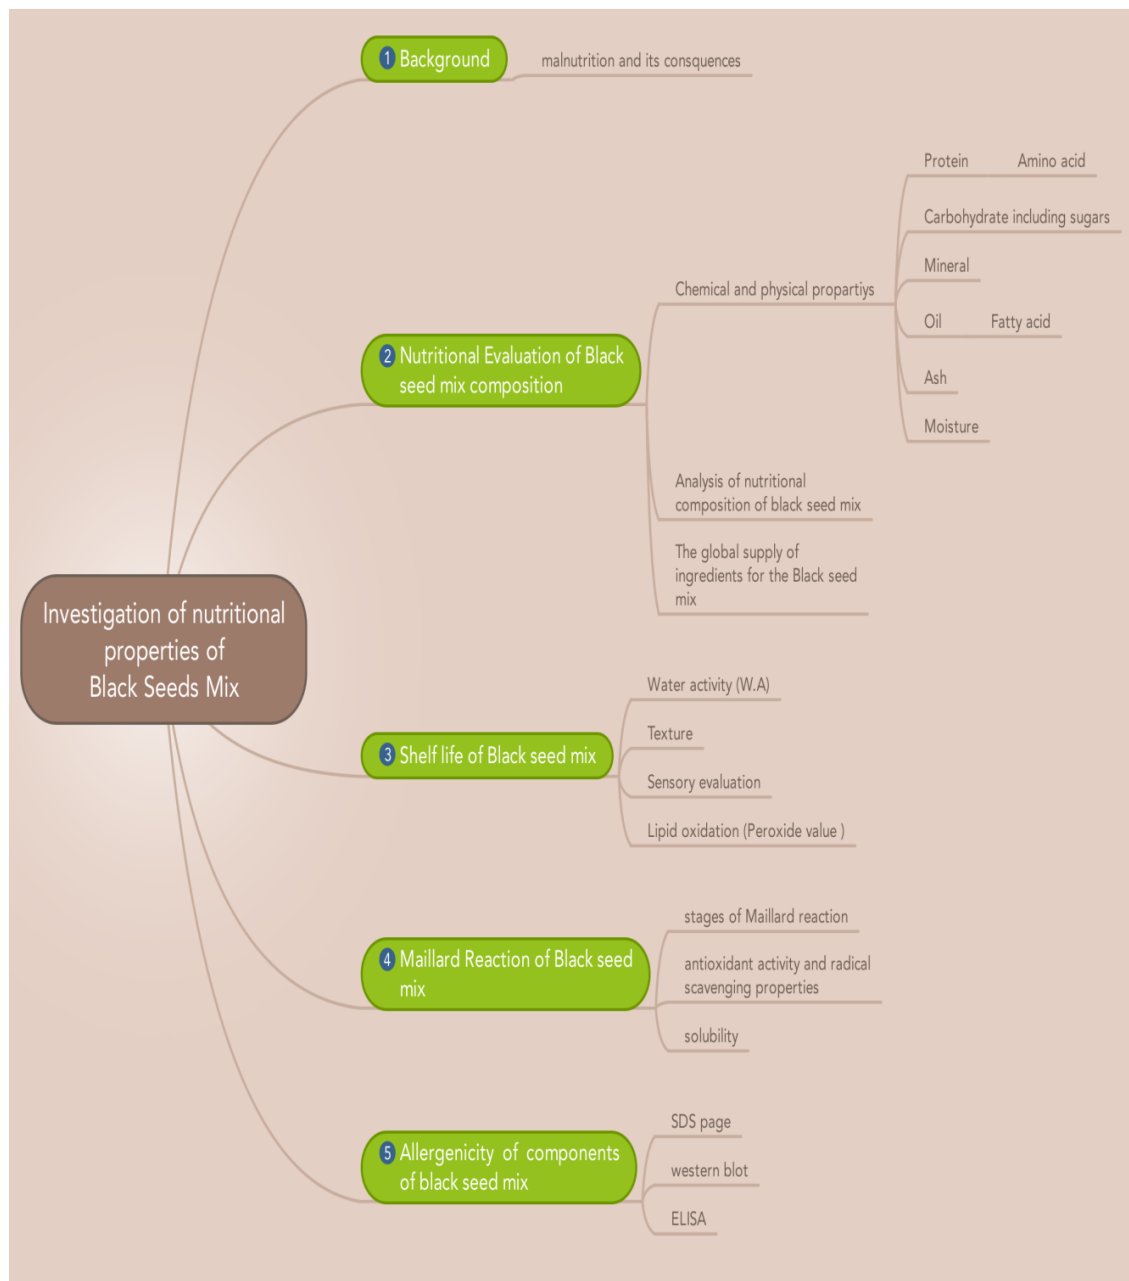 1 Background
malnutrition and its consquences
Protein
Amino acid
Carbohydrate including sugars
Mineral
Chemical and physical propartiys
Oil
Fatty acid
Ash
Moisture
2 Nutritional Evaluation of Black
seed mix composition
Analysis of nutritional
composition of black seed mix
The global supply of
ingredients for the Black seed
mix
Investigation of nutritional
properties of
Black Seeds Mix
Water activity (W.A)
Texture
3 Shelf life of Black seed mix
Sensory evaluation
Lipid oxidation (Peroxide value )
stages of Maillard reaction
4 Maillard Reaction of Black seed
mix
antioxidant activity and radical
scavenging properties
solubility
SDS page
5 Allergenicity of components
of black seed mix
western blot
ELISA